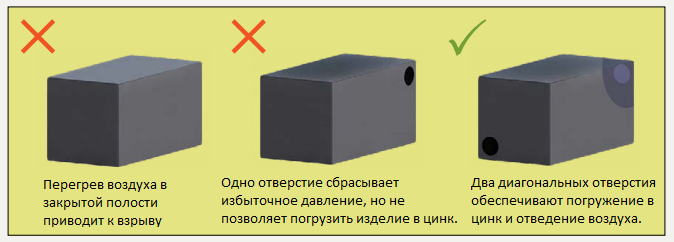 Перегрев воздуха в
закрытой полости
приводит к взрыву
Одно отверстие сбрасывает
избыточное давление, но не
позволяет погрузить изделие в цинк.
Два диагональных отверстия
обеспечивают погружение в
цинк и отведение воздуха.